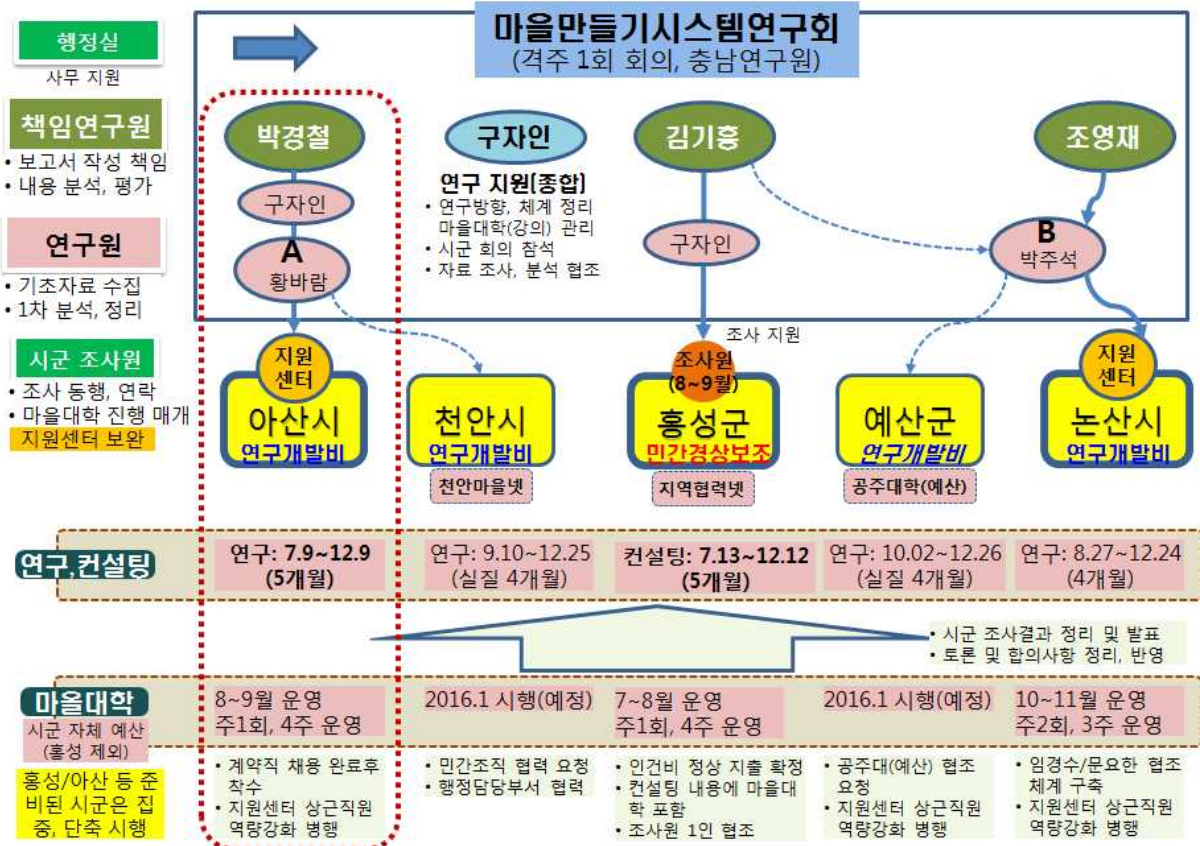 마을만들기시스템연구회
(격주 1회 회의, 충남연구원)
행정실
사무 지원
책임연구원
• 보고서 작성 책임
• 내용 분석, 평가
연구원
• 기초자료 수집
• 1차 분석, 정리
시군 조사원
• 조사 동행, 연락
• 마을대학 진행 매개
지원센터 보완
박경철
구자인
A
황바람
구자인
연구 지원(종합)
• 연구방향, 체계 정리
마을대학(강의) 관리
• 시군 회의 참석
• 자료 조사, 분석 협조
김기흥
구자인
조영재
B
박주석
조사 지원
지원
센터
아산시
연구개발비
천안시
연구개발비
천안마을넷
조사원
(8~9월)
홍성군
민간경상보조
지역협력넷
예산군
연구개발비
공주대학(예산)
지원
센터
논산시
연구개발비
연구,컨설팅
연구: 7.9~12.9
(5개월)
연구: 9.10~12.25
(실질 4개월)
컨설팅: 7.13~12.12
(5개월)
연구: 10.02~12.26
(실질 4개월)
연구: 8.27~12.24
(4개월)
• 시군 조사결과 정리 및 발표
• 토론 및 합의사항 정리, 반영
마을대학
시군 자체 예산
(홍성 제외)
홍성/아산 등 준
비된 시군은 집
중, 단축 시행
8~9월 운영
주1회, 4주 운영
2016.1 시행(예정)
7~8월 운영
주1회, 4주 운영
2016.1 시행(예정)
10~11월 운영
주2회, 3주 운영
• 계약직 채용 완료후
착수
• 지원센터 상근직원
역량강화 병행
• 민간조직 협력 요청
• 행정담당부서 협력
• 인건비 정상 지출 확정
• 컨설팅 내용에 마을대
학 포함
• 조사원 1인 협조
• 공주대(예산) 협조
요청
• 지원센터 상근직원
역량강화 병행
• 임경수/문요한 협조
체계 구축
• 지원센터 상근직원
역량강화 병행